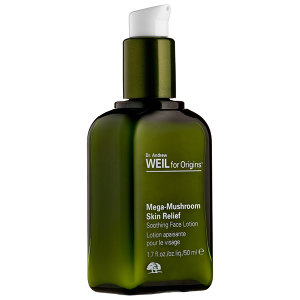 Dr. Andrew
WEIL for Origins™
Mega-Mushroom
Skin Relief
Soothing Face Lotion
Lotion apaisante
pour le visage
1.7 fl.oz./oz.liq./50 ml ℮